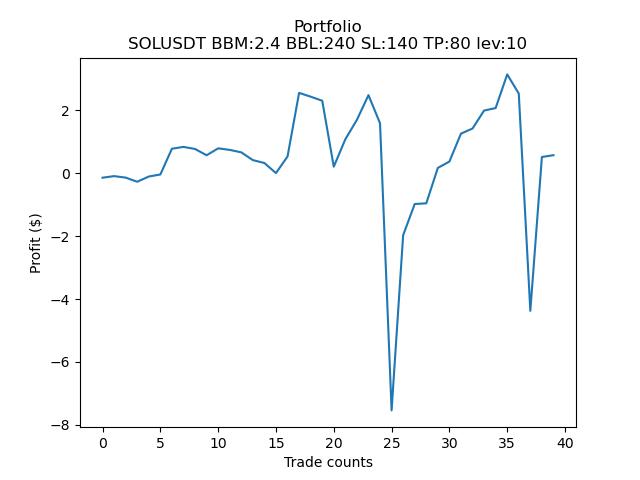 Portfolio
SOLUSDT BBM:2.4 BBL:240 SL:140 TP:80 lev:10
Profit ($)
2
0
−2
−4
−6
−8
0 5 10 15 20 25 30 35 40
Trade counts